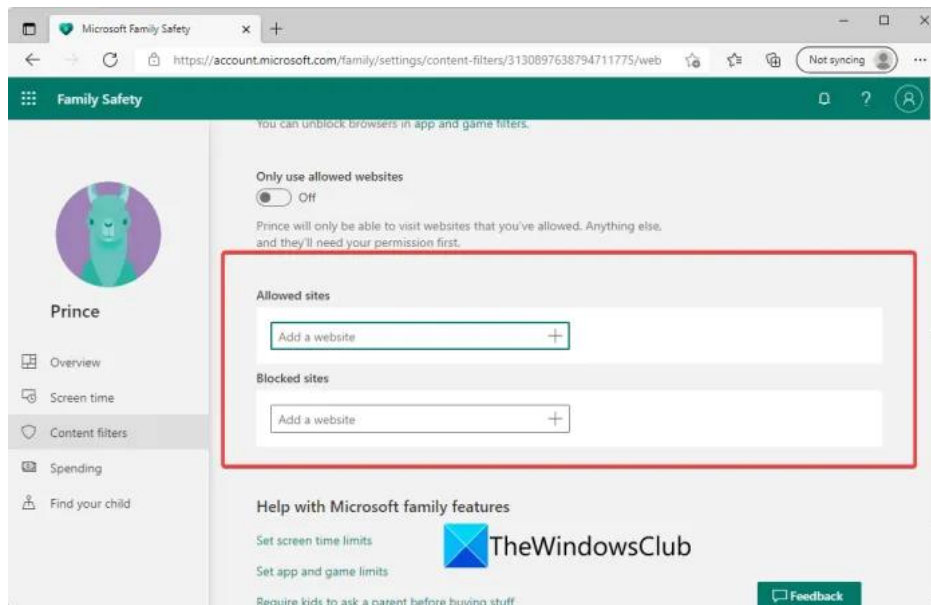 Microsoft Family Safety
https://account.microsoft.com/family/settings/content-filters/3130897638794711775/web
Not syncing
Family Safety
You can unblock browsers in app and game filters.
Only use allowed websites
Off
Prince will only be able to visit websites that you've allowed. Anything else,
and they'll need your permission first.
Prince
Overview
Screen time
Content filters
Spending
Find your child
Allowed sites
Add a website
Blocked sites
Add a website
Help with Microsoft family features
Set screen time limits
Set app and game limits
Require kids to ask a parent before buying stuff
TheWindowsClub
Feedback